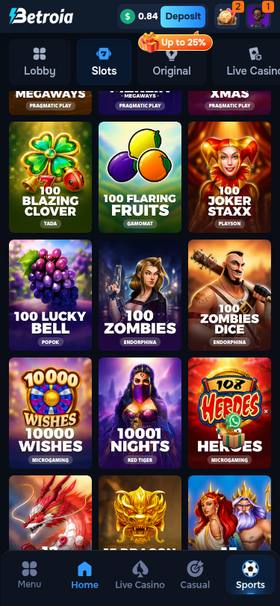 Betroia
$ 0.84 Deposit
2
1
Up to 25%
Lobby
Slots
Original
Live Casino
MEGAWAYS
PRAGMATIC PLAY
MEGAWAYS
PRAGMATIC PLAY
XMAS
PRAGMATIC PLAY
100
BLAZING
CLOVER
TADA
100 FLARING
FRUITS
GAMOMAT
100
JOKER
STAXX
PLAYSON
100 LUCKY
BELL
POPOK
100
ZOMBIES
ENDORPHINA
100
ZOMBIES
DICE
ENDORPHINA
10000
WISHES
10000
WISHES
MICROGAMING
10001
NIGHTS
RED TIGER
108
HEROES
HEROES
MICROGAMING
Menu
Home
Live Casino
Casual
Sports